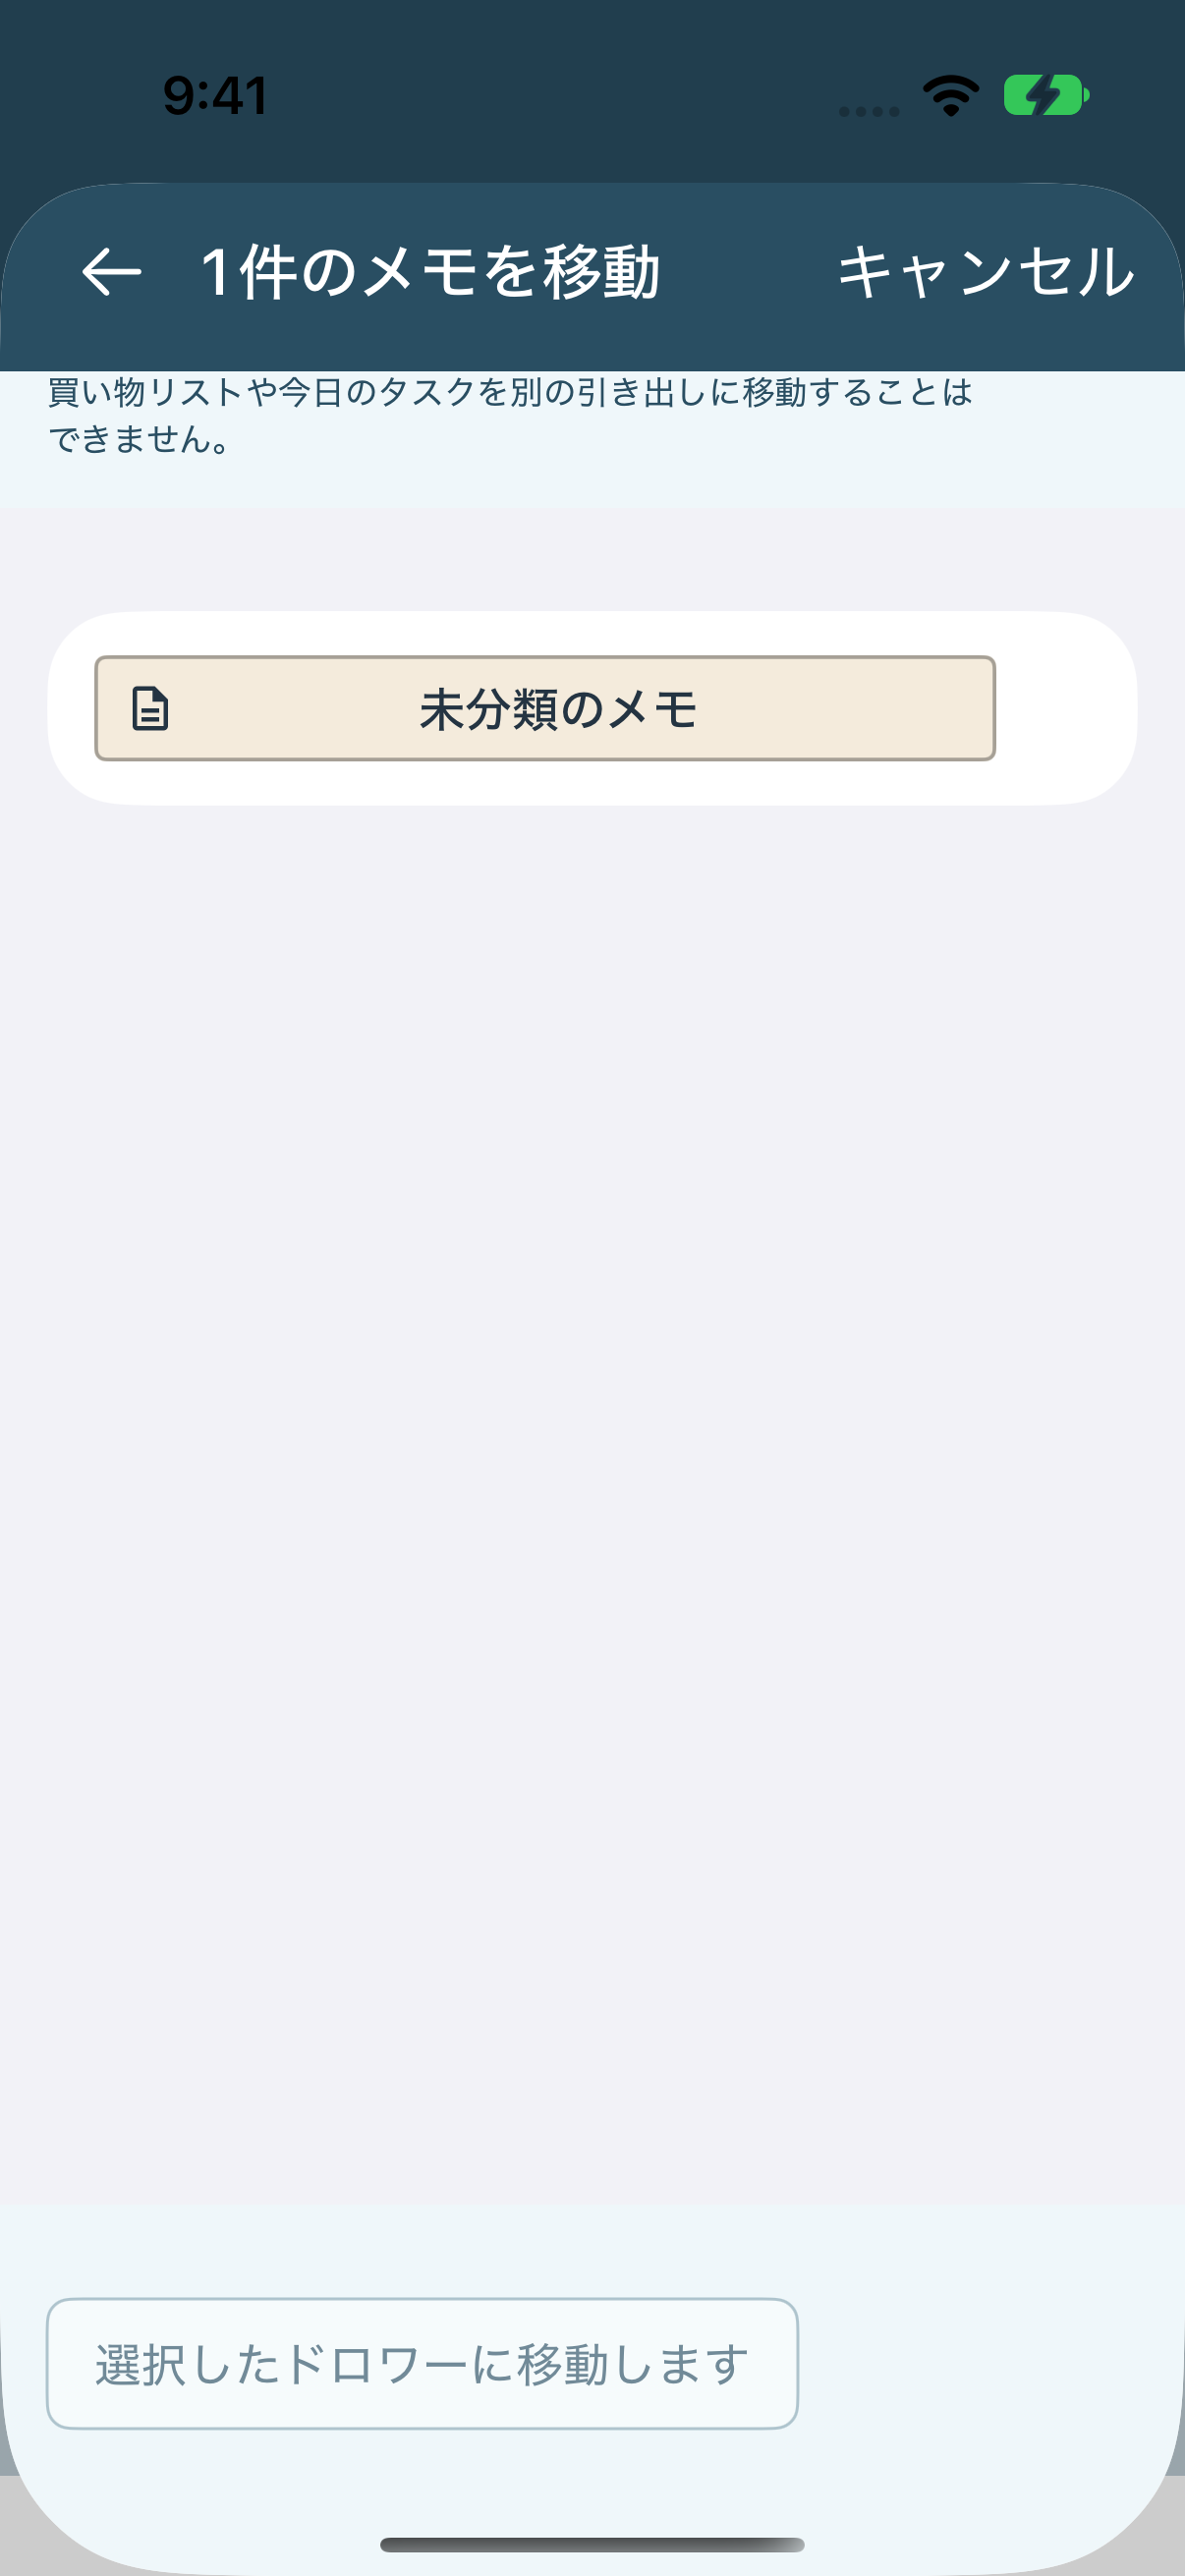 9:41
1件のメモを移動
キャンセル
買い物リストや今日のタスクを別の引き出しに移動することは
できません。
未分類のメモ
選択したドロワーに移動します